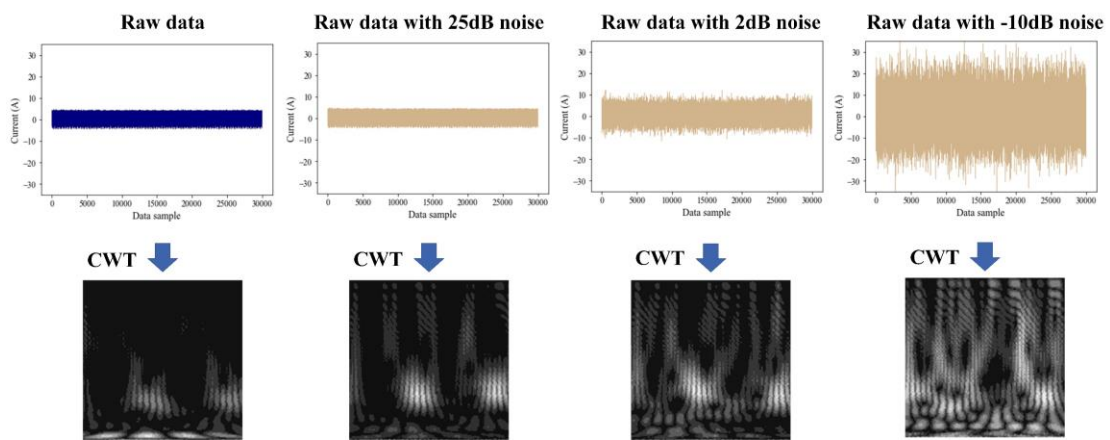 Raw data
Raw data with 25dB noise
Raw data with 2dB noise
Raw data with -10dB noise
Current (A)
30
20
10
0
−10
−20
−30
0 5000 10000 15000 20000 25000 30000
Data sample
Current (A)
30
20
10
0
−10
−20
−30
0 5000 10000 15000 20000 25000 30000
Data sample
Current (A)
30
20
10
0
−10
−20
−30
0 5000 10000 15000 20000 25000 30000
Data sample
Current (A)
30
20
10
0
−10
−20
−30
0 5000 10000 15000 20000 25000 30000
Data sample
CWT
CWT
CWT
CWT